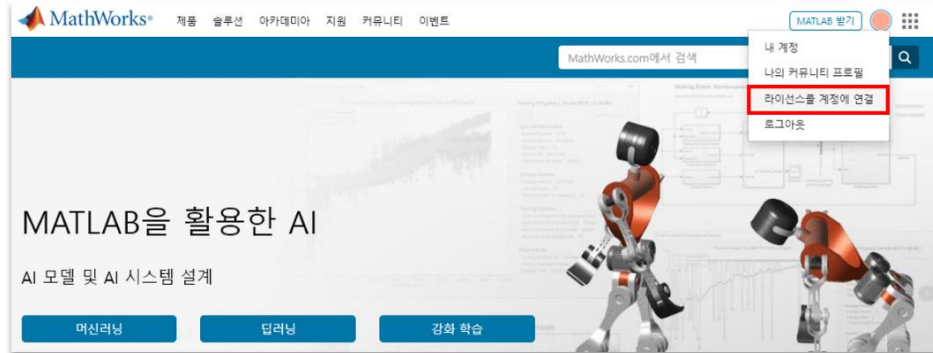 MathWorks®
제품 솔루션 아카데미아 지원 커뮤니티 이벤트
MATLAB 받기
MathWorks.com에서 검색
내 계정
나의 커뮤니티 프로필
라이선스를 계정에 연결
로그아웃
MATLAB을 활용한 AI
AI 모델 및 AI 시스템 설계
머신러닝 딥러닝 강화 학습